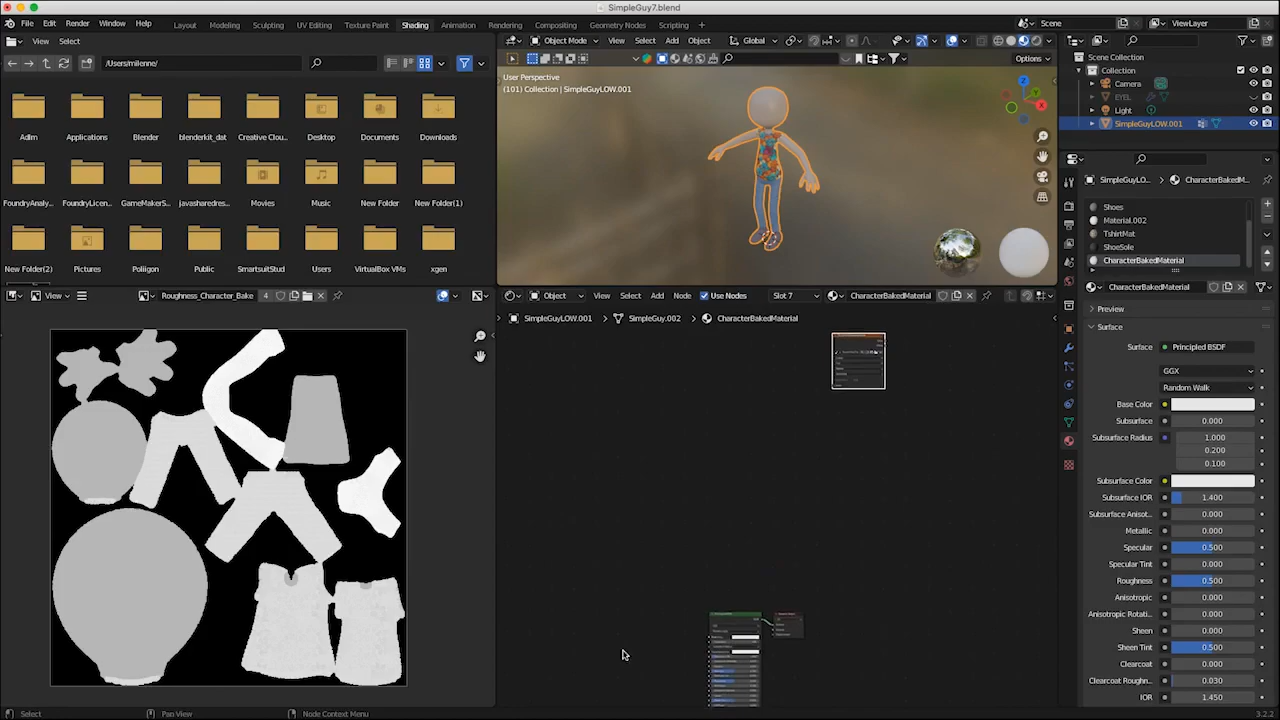 SimpleGuy7.blend
File Edit Render Window Help Layout Modeling Sculpting UV Editing Texture Paint Shading Animation Rendering Compositing Geometry Nodes Scripting Scene ViewLayer
View Select
Object Mode View Select Add Object Global
/Users/milenne/
Options
User Perspective
(101) Collection | SimpleGuyLOW.001
Scene Collection
Collection
Camera
EYEL
Light
SimpleGuyLOW.001
Adlm Applications Blender blenderkit_dat Creative Clou... Desktop Documents Downloads
FoundryAnaly... FoundryLicen... GameMakerS... javasharedres... Movies Music New Folder New Folder(1)
New Folder(2) Pictures Poliigon Public SmartsuitStud Users VirtualBox VMs xgen
SimpleGuyLO... CharacterBakedM...
Shoes
Material.002
TshirtMat
ShoeSole
CharacterBakedMaterial
View Roughness_Character_Bake 4
Object View Select Add Node Use Nodes Slot 7 CharacterBakedMaterial
SimpleGuyLOW.001 SimpleGuy.002 CharacterBakedMaterial
CharacterBakedMaterial
Preview
Surface
Surface Principled BSDF
GGX
Random Walk
Base Color
Subsurface 0.000
Subsurface Radius 1.000
0.200
0.100
Subsurface Color
Subsurface IOR 1.400
Subsurface Anisot... 0.000
Metallic 0.000
Specular 0.500
Specular Tint 0.000
Roughness 0.500
Anisotropic 0.000
Anisotropic Rotati... 0.000
Sheen 0.000
Sheen Tint 0.500
Clearcoat 0.000
Clearcoat Rough... 0.030
IOR 1.450
Select Pan View Node Context Menu 3.2.2